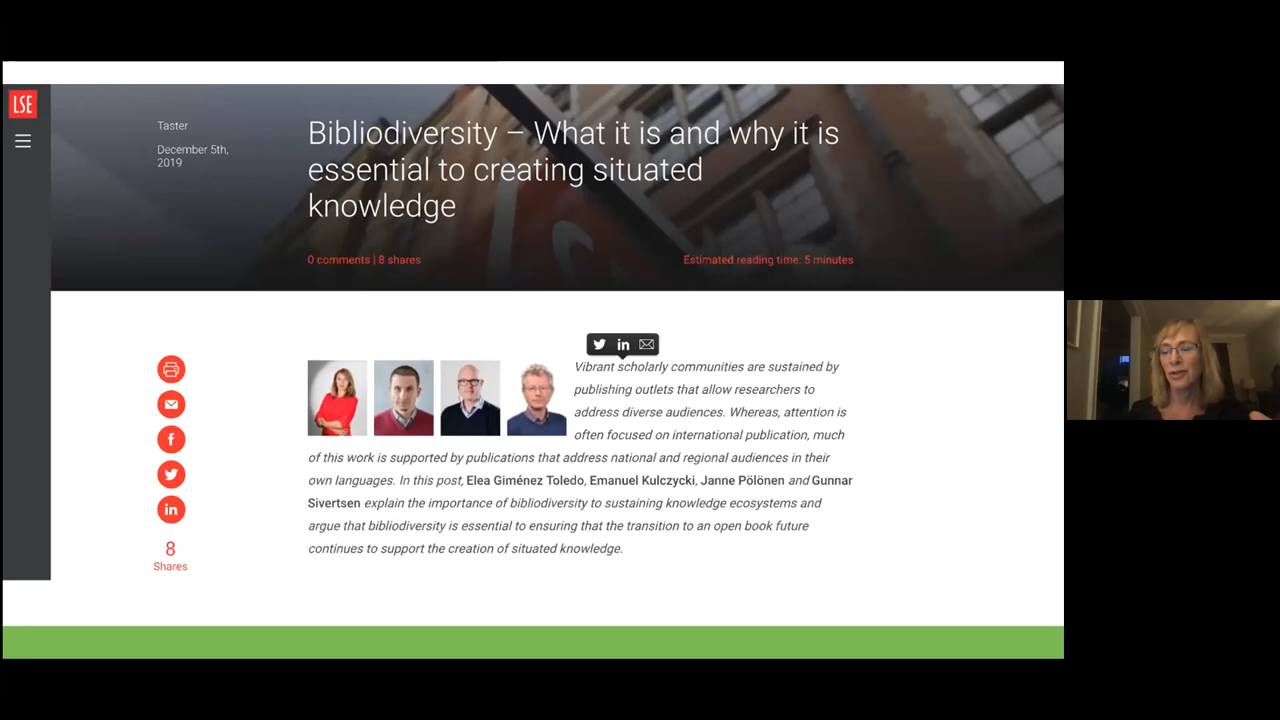 LSE
Taster
December 5th,
2019
Bibliodiversity – What it is and why it is
essential to creating situated
knowledge
0 comments | 8 shares
Estimated reading time: 5 minutes
Vibrant scholarly communities are sustained by
publishing outlets that allow researchers to
address diverse audiences. Whereas, attention is
often focused on international publication, much
of this work is supported by publications that address national and regional audiences in their
own languages. In this post, Elea Giménez Toledo, Emanuel Kulczycki, Janne Pölönen and Gunnar
Sivertsen explain the importance of bibliodiversity to sustaining knowledge ecosystems and
argue that bibliodiversity is essential to ensuring that the transition to an open book future
continues to support the creation of situated knowledge.
8
Shares